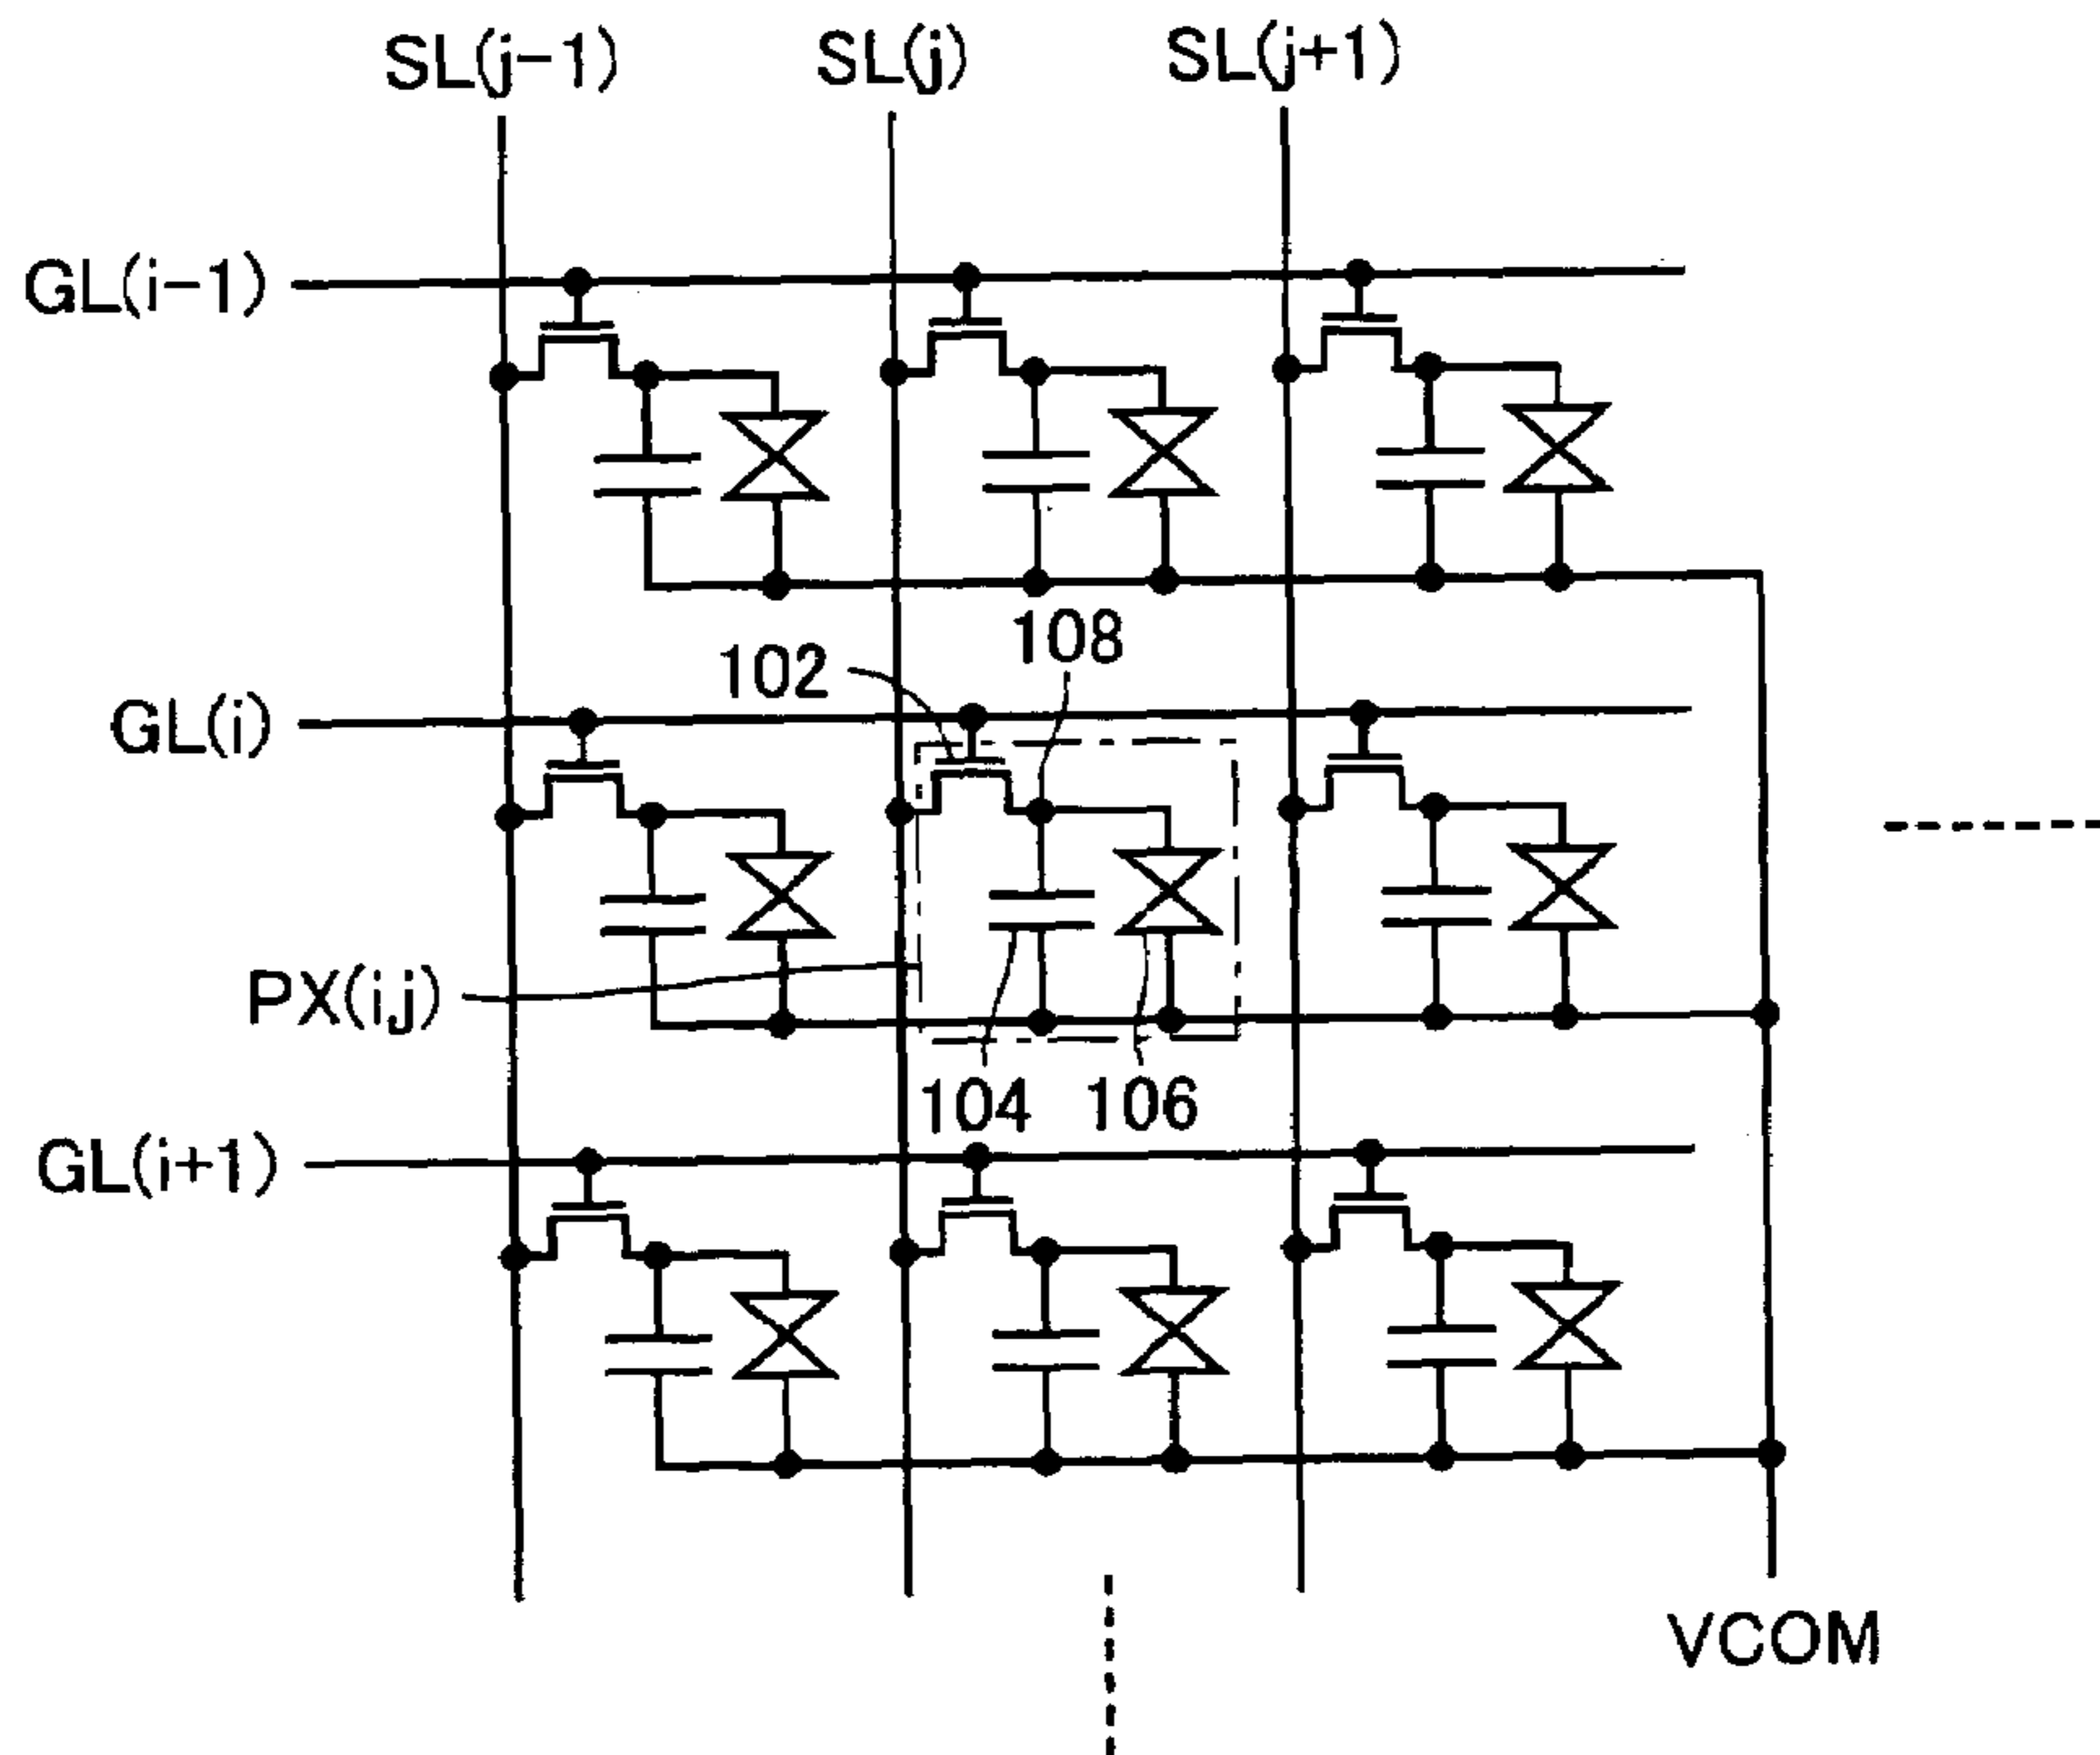 SL(j-1)
SL(j)
SL(j+1)
GL(i-1)
102
108
GL(i)
PX(i,j)
104
106
GL(i+1)
VCOM